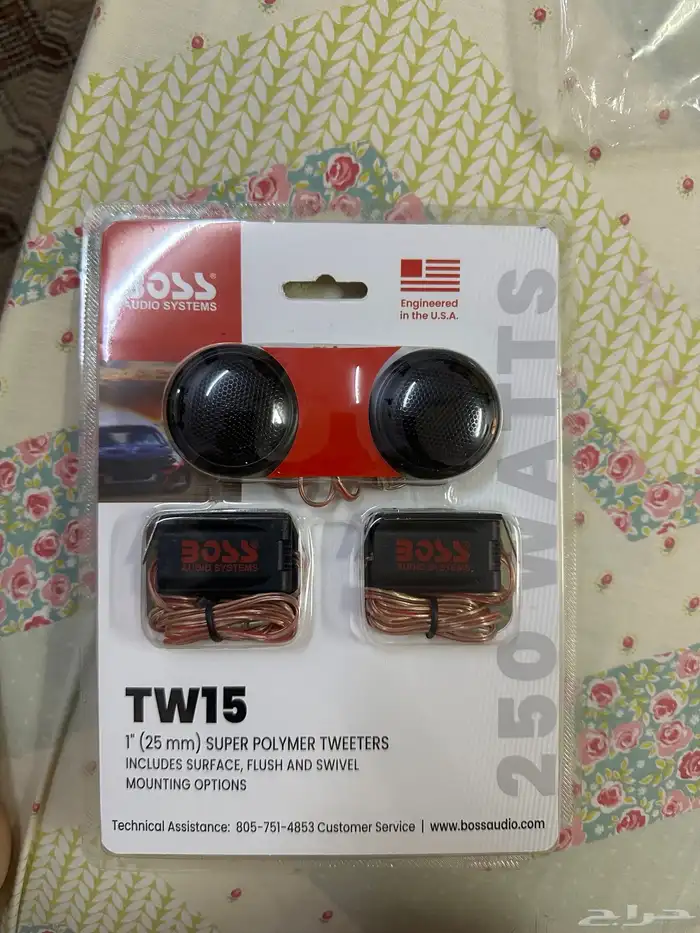 BOSS®
AUDIO SYSTEMS
Engineered
in the U.S.A.
250 WATTS
BOSS
AUDIO SYSTEMS
BOSS
AUDIO SYSTEMS
TW15
1" (25 mm) SUPER POLYMER TWEETERS
INCLUDES SURFACE, FLUSH AND SWIVEL
MOUNTING OPTIONS
Technical Assistance: 805-751-4853 Customer Service | www.bossaudio.com
حراج